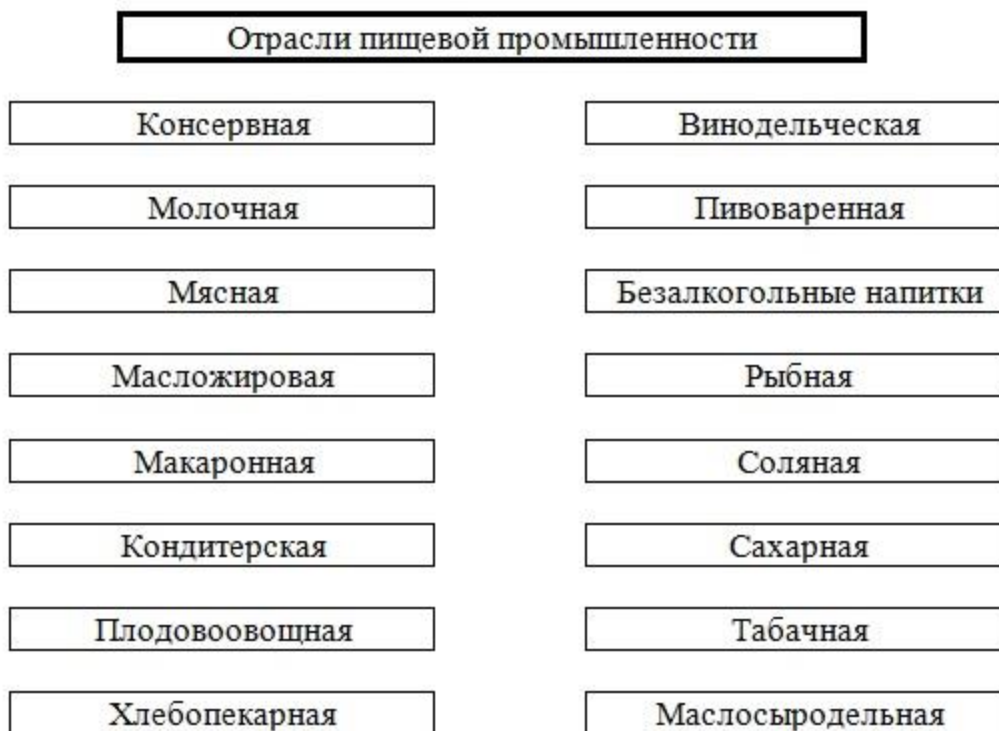 Отрасли пищевой промышленности
Консервная
Винодельческая
Молочная
Пивоваренная
Мясная
Безалкогольные напитки
Масложировая
Рыбная
Макаронная
Соляная
Кондитерская
Сахарная
Плодовоовощная
Табачная
Хлебопекарная
Маслосыродельная